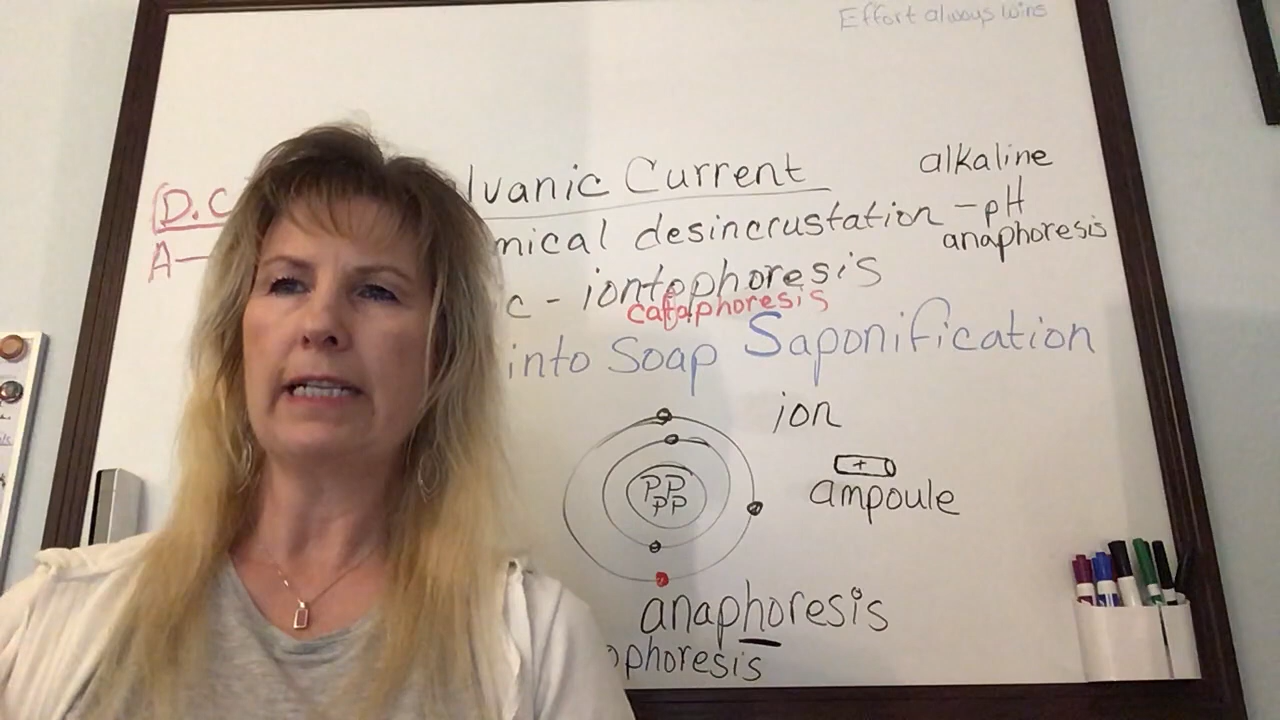 Effort always wins
D.C lvanic Current alkaline
A— mical desincrustation - pH
anaphoresis
c - iontophoresis
cataphoresis
into Soap Saponification
ion
+
PP
PP
ampoule
anaphoresis
phoresis